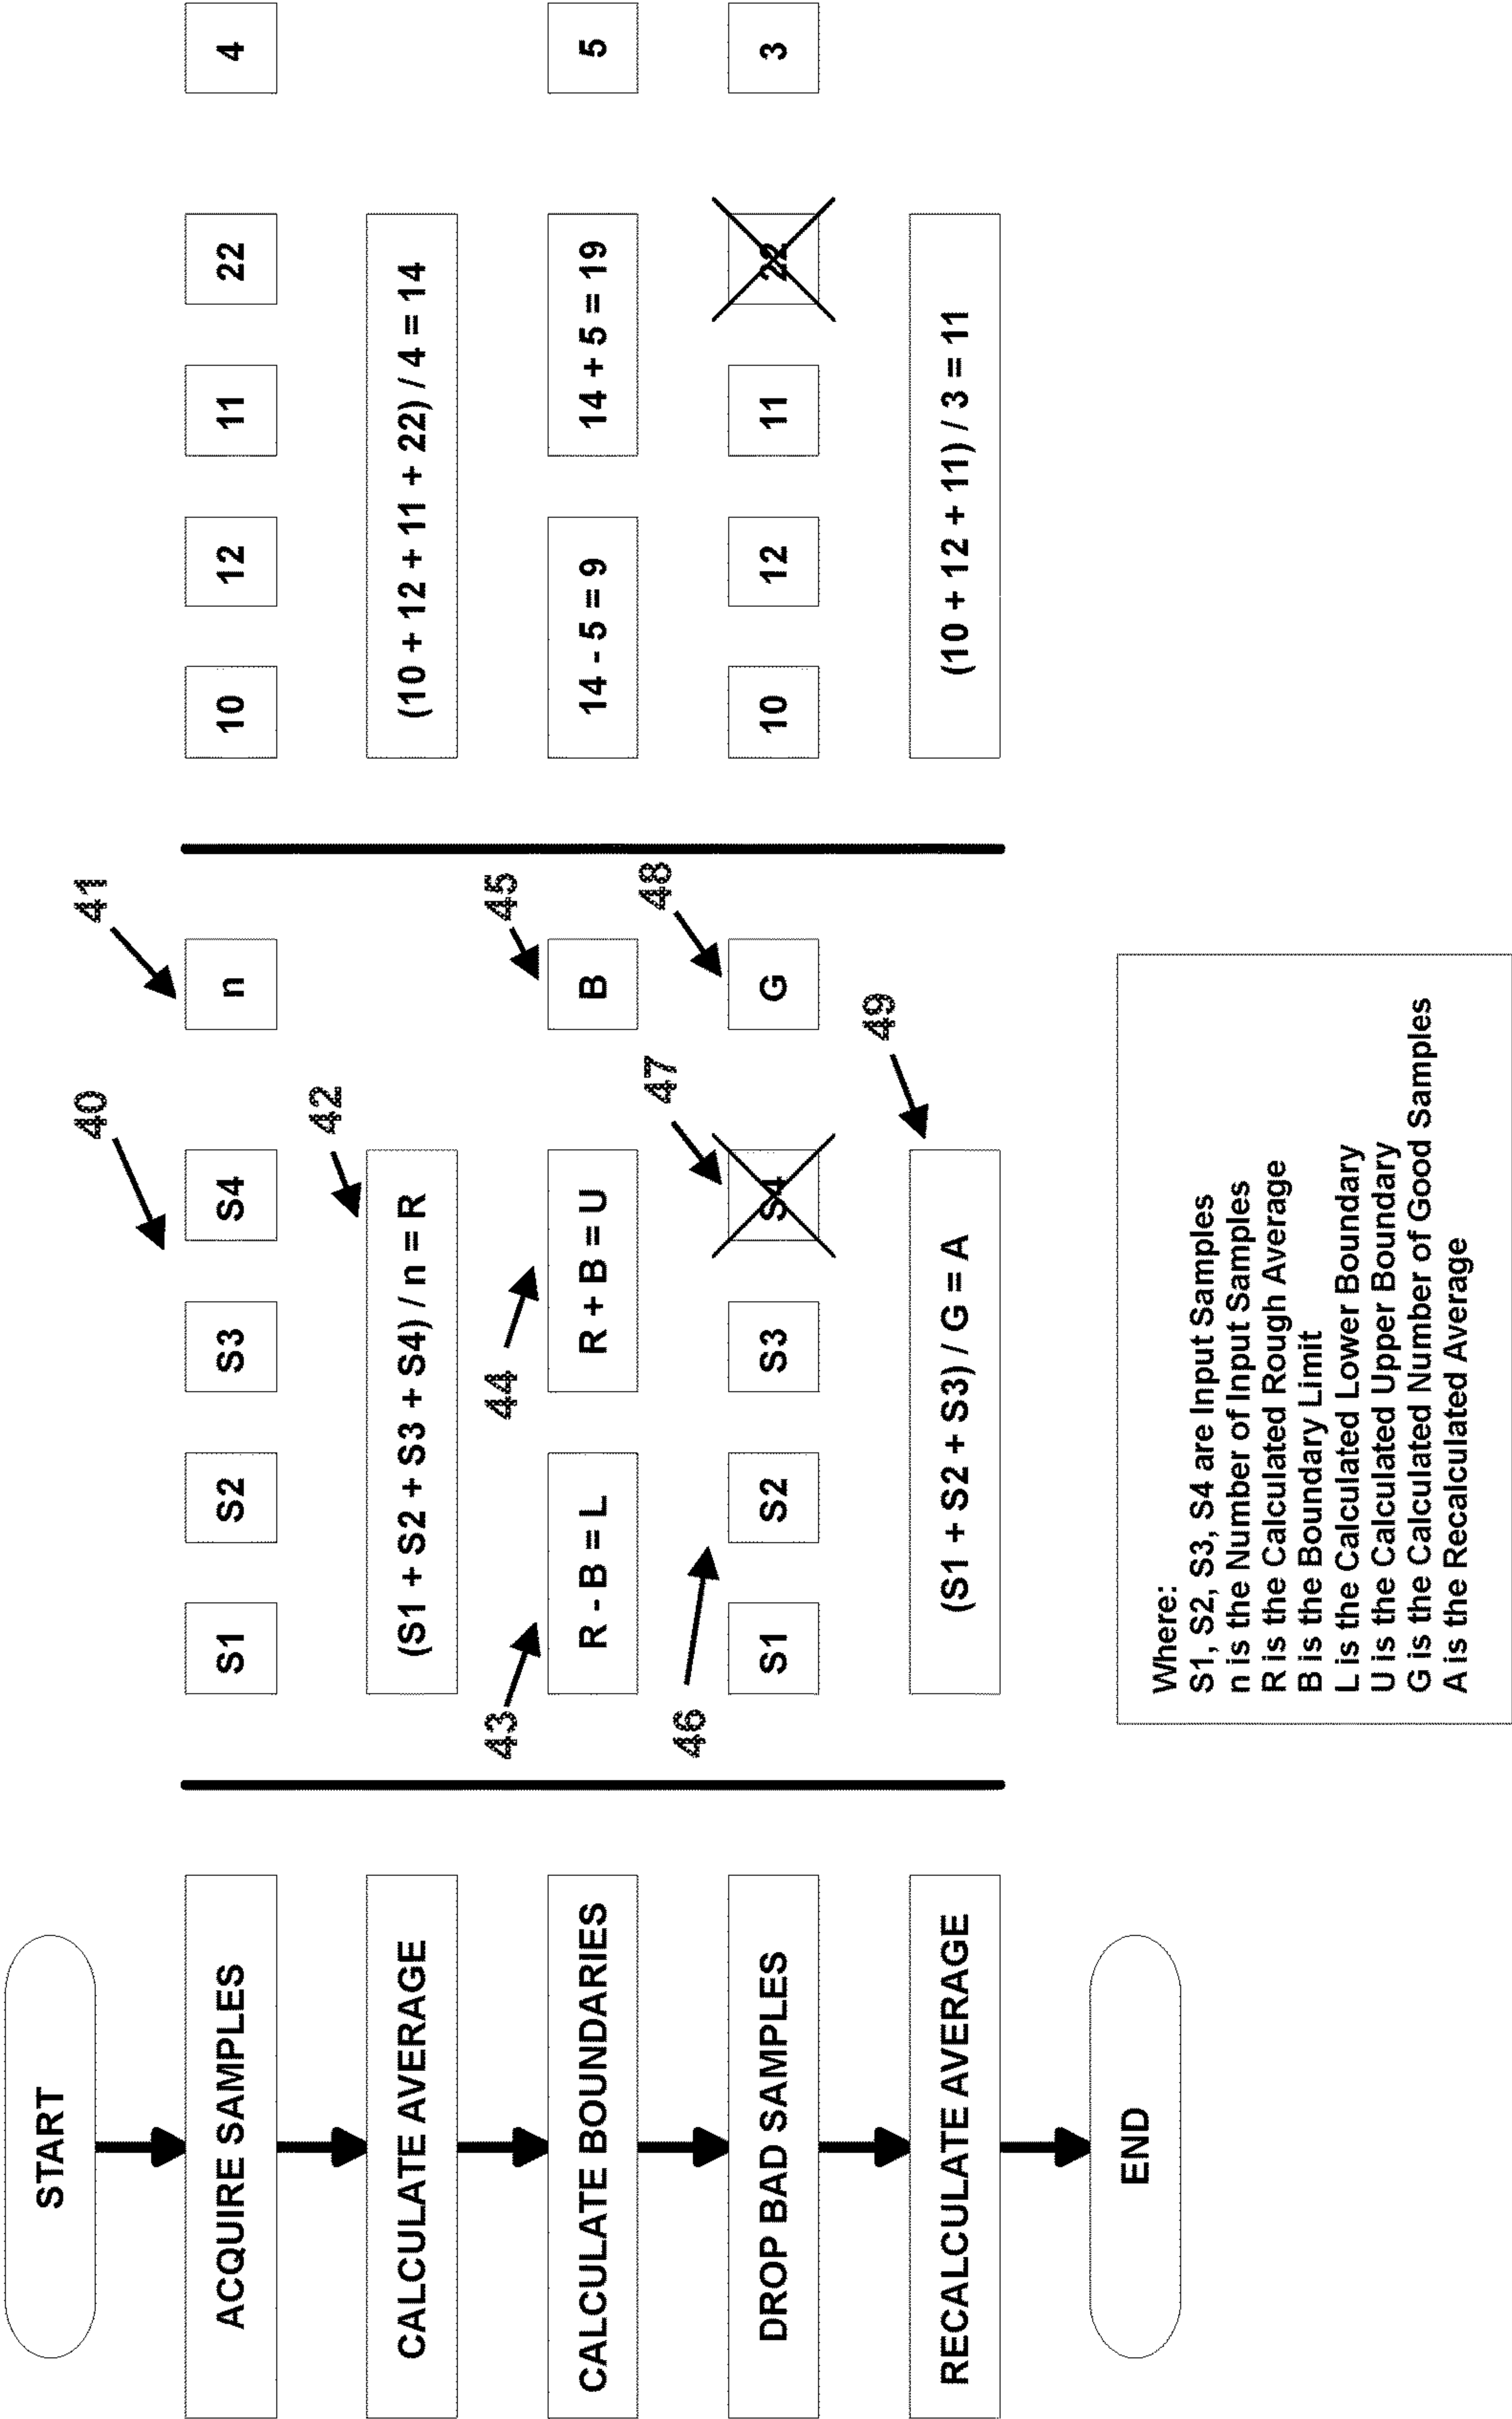 START
ACQUIRE SAMPLES
CALCULATE AVERAGE
CALCULATE BOUNDARIES
DROP BAD SAMPLES
RECALCULATE AVERAGE
END
40
41
S1 S2 S3 S4 n
42
(S1 + S2 + S3 + S4) / n = R
43
44
45
R - B = L R + B = U B
46
47
48
S1 S2 S3 S4 G
49
(S1 + S2 + S3) / G = A
10 12 11 22 4
(10 + 12 + 11 + 22) / 4 = 14
14 - 5 = 9 14 + 5 = 19 5
10 12 11 22 3
(10 + 12 + 11) / 3 = 11
Where:
S1, S2, S3, S4 are Input Samples
n is the Number of Input Samples
R is the Calculated Rough Average
B is the Boundary Limit
L is the Calculated Lower Boundary
U is the Calculated Upper Boundary
G is the Calculated Number of Good Samples
A is the Recalculated Average